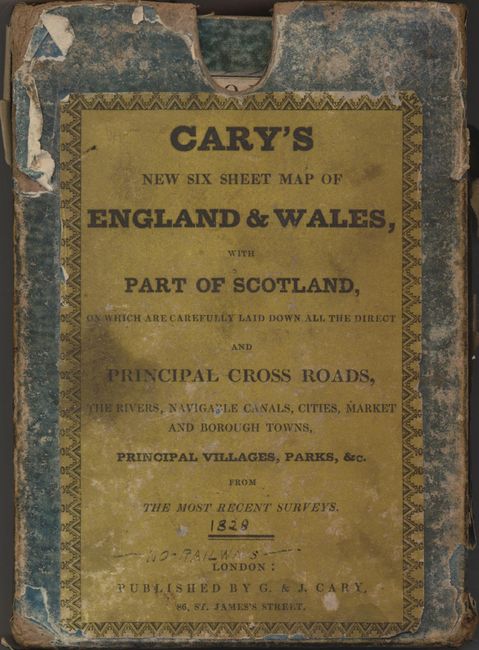 CARY'S
NEW SIX SHEET MAP OF
ENGLAND & WALES,
WITH
PART OF SCOTLAND,
ON WHICH ARE CAREFULLY LAID DOWN ALL THE DIRECT
AND
PRINCIPAL CROSS ROADS,
THE RIVERS, NAVIGABLE CANALS, CITIES, MARKET
AND BOROUGH TOWNS,
PRINCIPAL VILLAGES, PARKS, &c.
FROM
THE MOST RECENT SURVEYS.
1828
NO RAILWAYS
LONDON:
PUBLISHED BY G. & J. CARY,
86, ST. JAMES'S STREET.